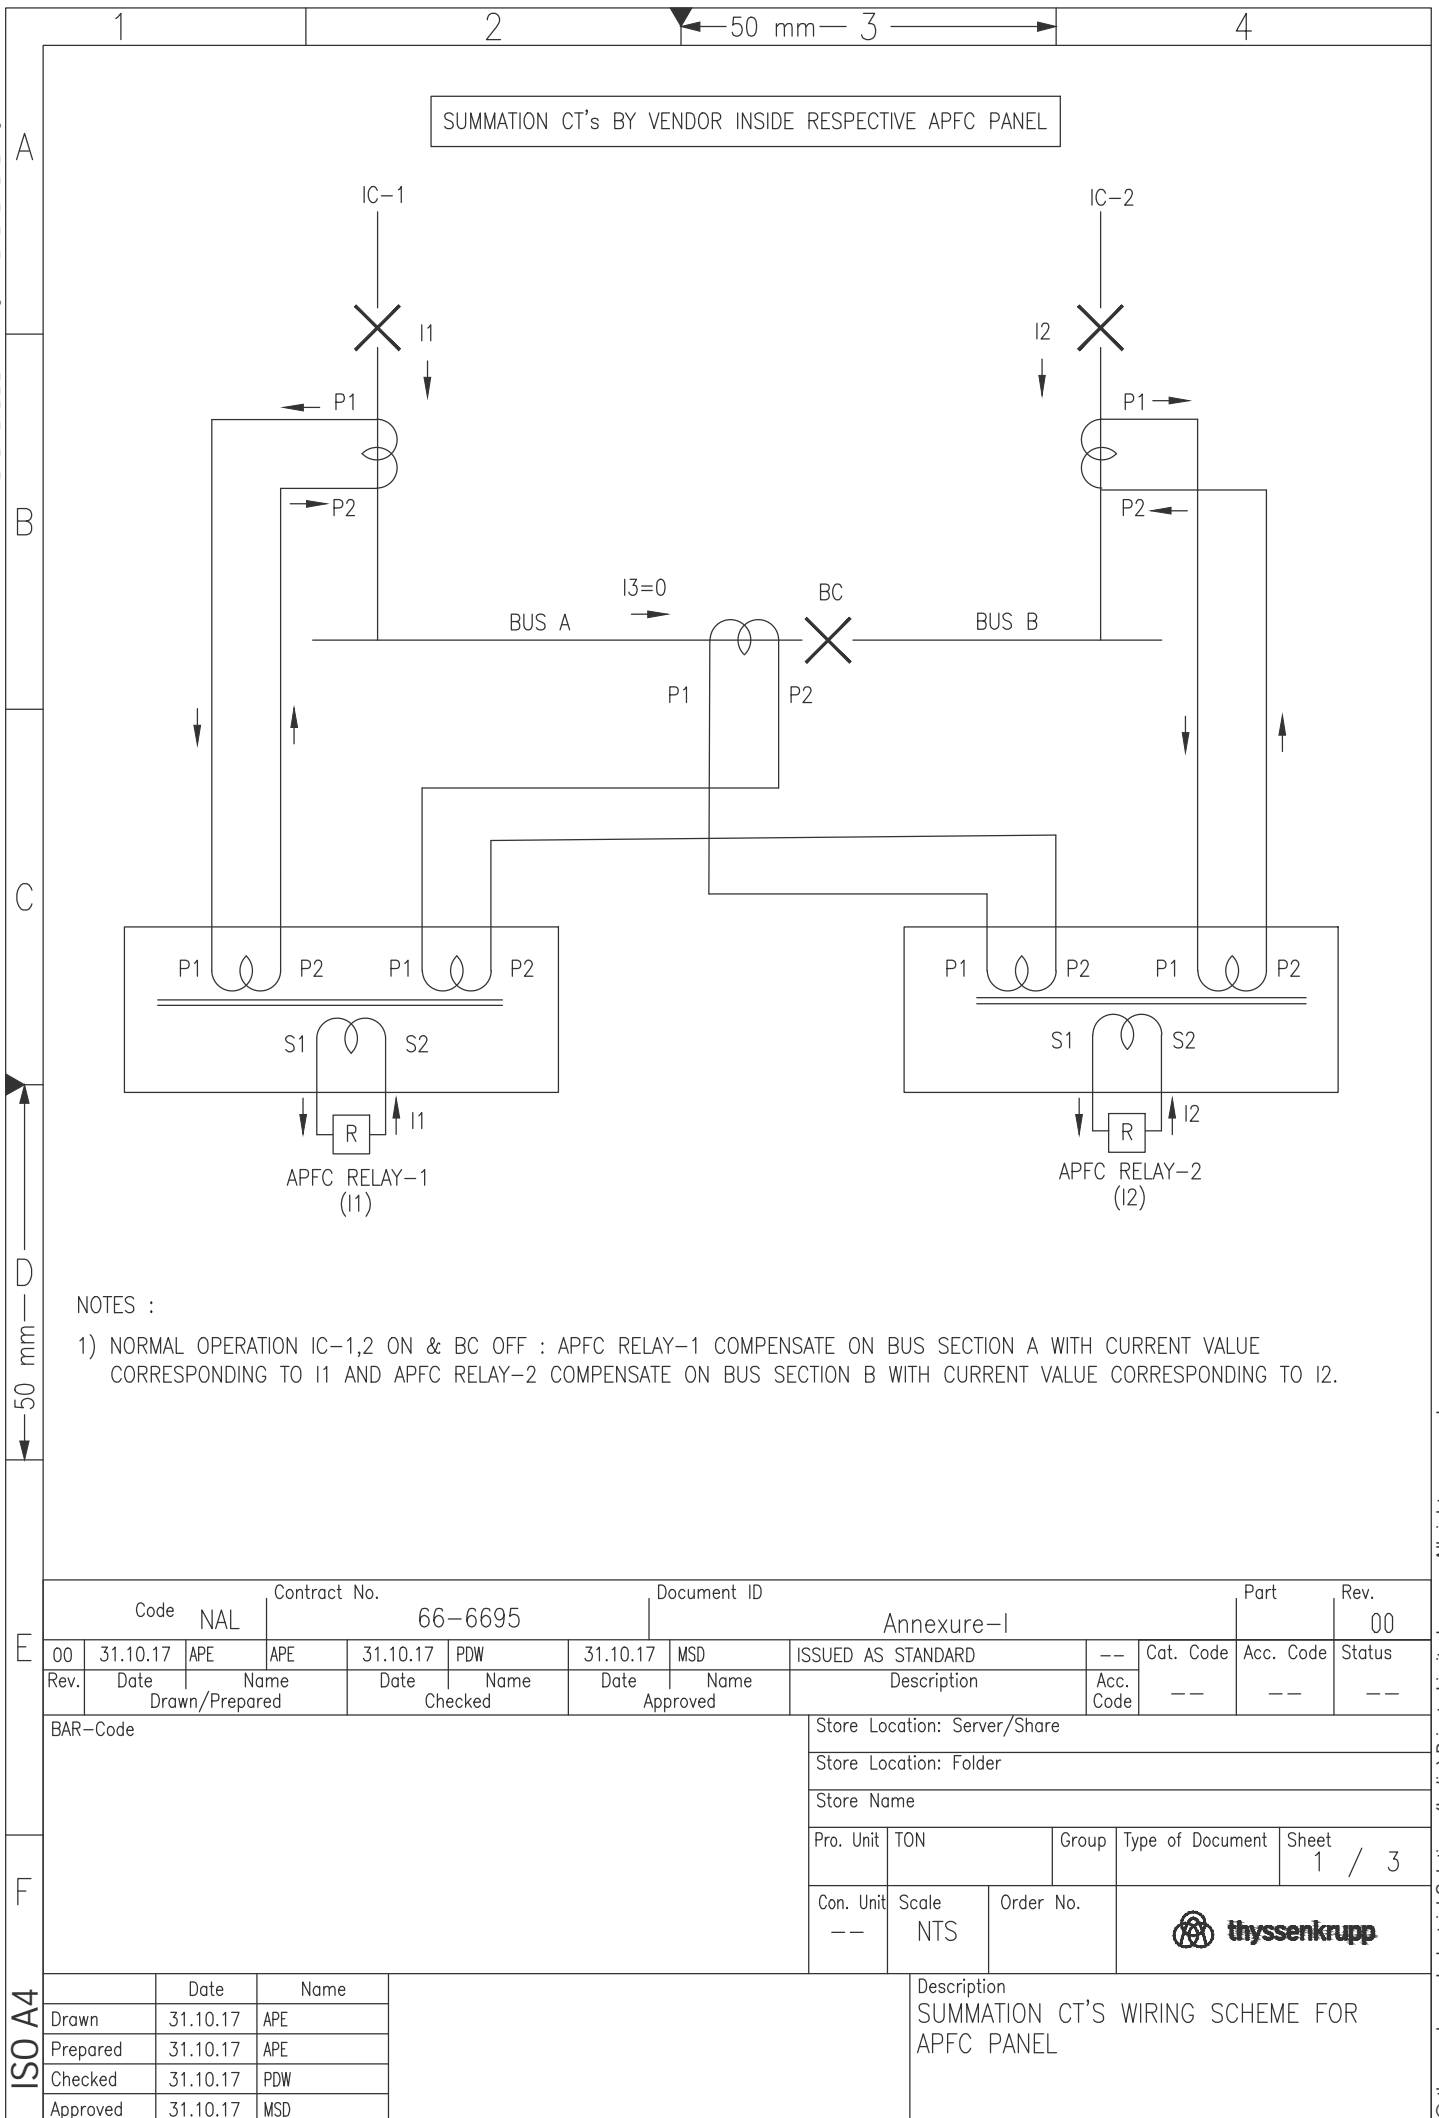 1 2 50 mm 3 4
A
SUMMATION CT's BY VENDOR INSIDE RESPECTIVE APFC PANEL
IC-1 IC-2
I1 I2
P1 P1
B
P2 P2
I3=0 BC
BUS A BUS B
P1 P2
C
P1 P2 P1 P2 P1 P2 P1 P2
S1 S2 S1 S2
R I1 R I2
APFC RELAY-1 APFC RELAY-2
(I1) (I2)
D
50 mm
NOTES :
1) NORMAL OPERATION IC-1,2 ON & BC OFF : APFC RELAY-1 COMPENSATE ON BUS SECTION A WITH CURRENT VALUE
CORRESPONDING TO I1 AND APFC RELAY-2 COMPENSATE ON BUS SECTION B WITH CURRENT VALUE CORRESPONDING TO I2.
E
Code NAL Contract No. 66-6695 Document ID Annexure-I Part Rev. 00
00 31.10.17 APE APE 31.10.17 PDW 31.10.17 MSD ISSUED AS STANDARD -- Cat. Code Acc. Code Status
Rev. Date Name Date Name Date Name Description Acc. Code -- -- --
Drawn/Prepared Checked Approved
BAR-Code
Store Location: Server/Share
Store Location: Folder
Store Name
Pro. Unit TON Group Type of Document Sheet 1 / 3
F
Con. Unit -- Scale NTS Order No. thyssenkrupp
ISO A4
Date Name
Drawn 31.10.17 APE
Prepared 31.10.17 APE
Checked 31.10.17 PDW
Approved 31.10.17 MSD
Description
SUMMATION CT'S WIRING SCHEME FOR
APFC PANEL